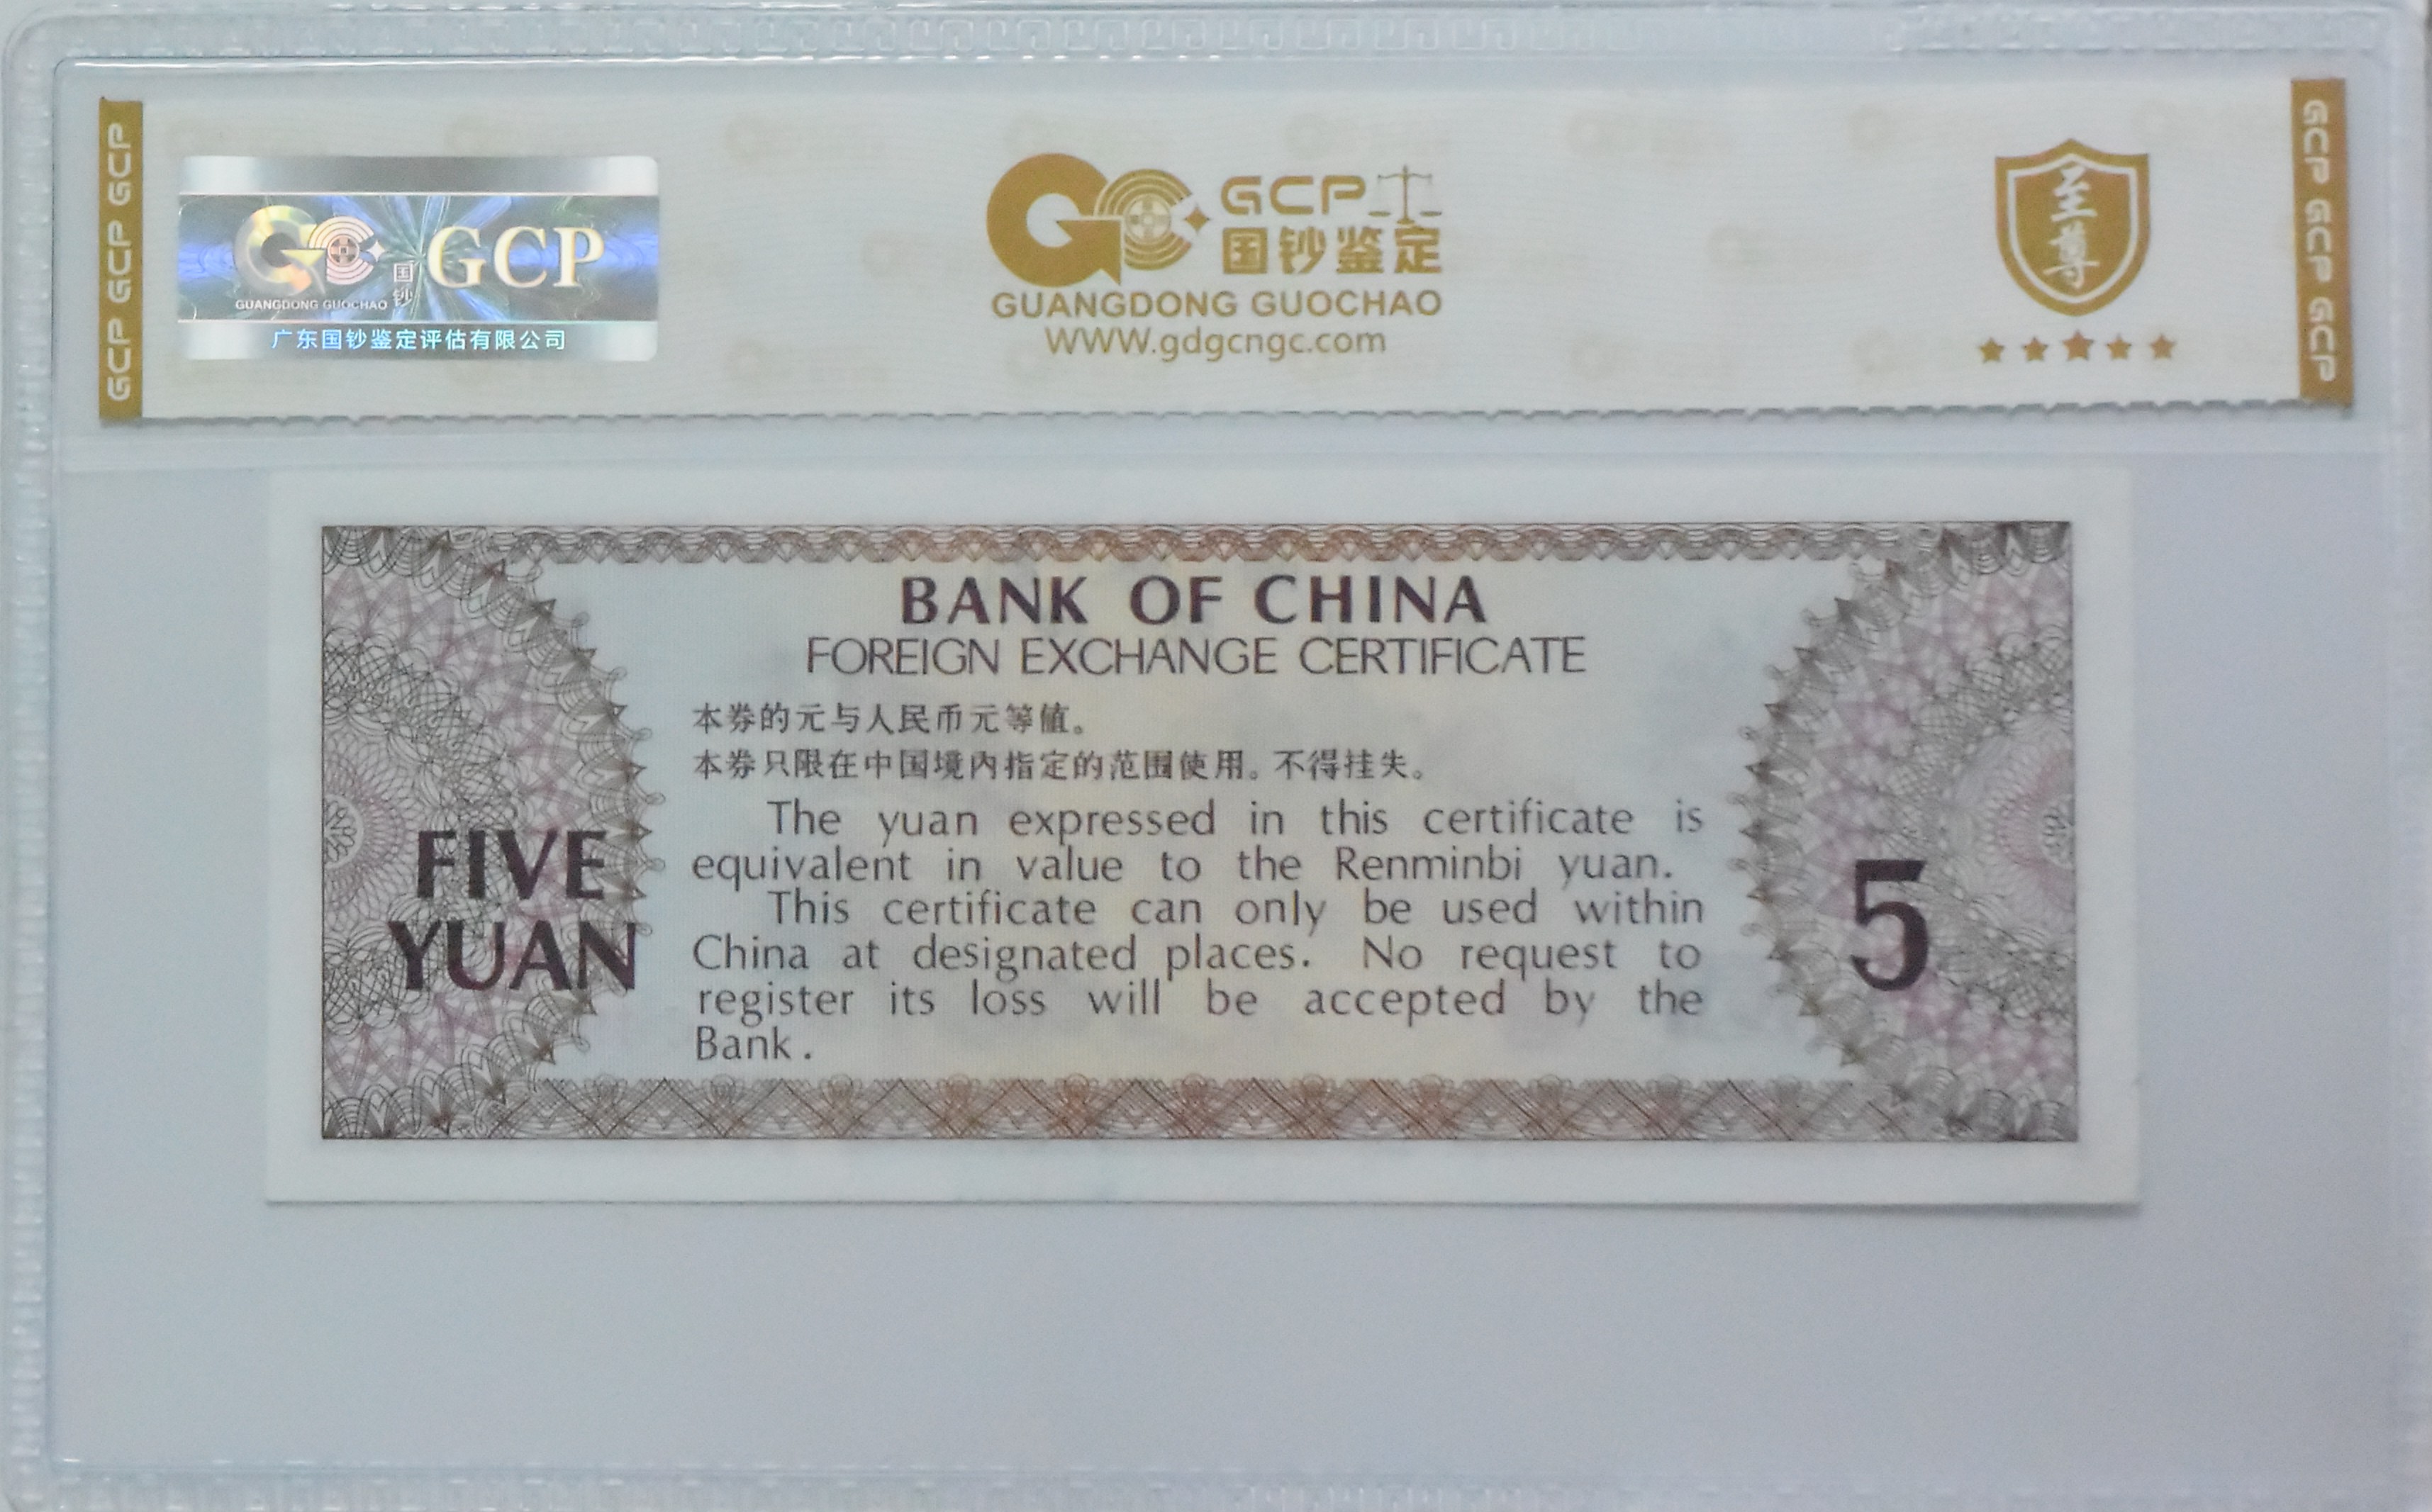 GCP GCP GCP
GCP
国钞
GUANGDONG GUOCHAO
广东国钞鉴定评估有限公司
GCP
国钞鉴定
GUANGDONG GUOCHAO
WWW.gdgcngc.com
至尊
GCP GCP GCP
BANK OF CHINA
FOREIGN EXCHANGE CERTIFICATE
本券的元与人民币元等值。
本券只限在中国境内指定的范围使用。不得挂失。
The yuan expressed in this certificate is
equivalent in value to the Renminbi yuan.
This certificate can only be used within
China at designated places. No request to
register its loss will be accepted by the
Bank.
FIVE
YUAN
5